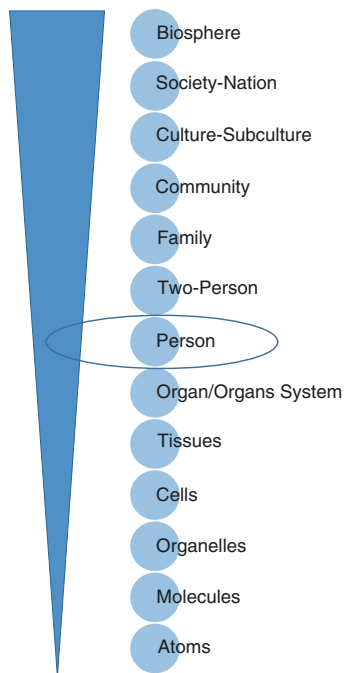 Biosphere
Society-Nation
Culture-Subculture
Community
Family
Two-Person
Person
Organ/Organs System
Tissues
Cells
Organelles
Molecules
Atoms